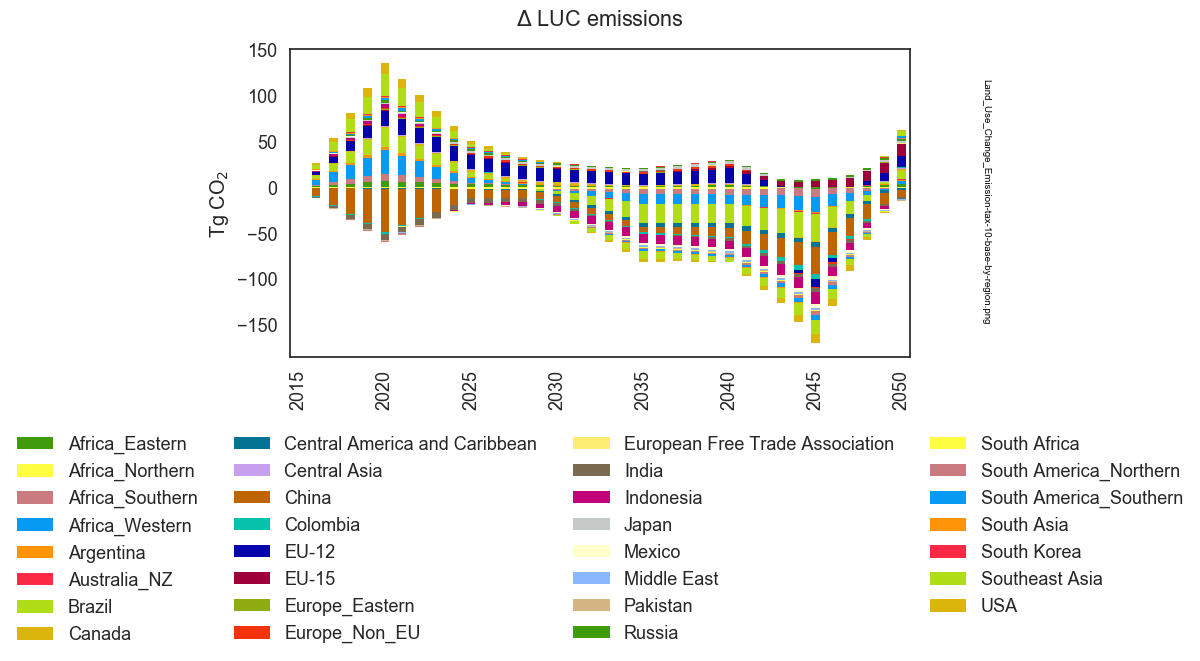 Δ LUC emissions
150
100
50
0
−50
−100
−150
Tg CO₂
2015
2020
2025
2030
2035
2040
2045
2050
Land_Use_Change_Emission-tax-10-base-by-region.png
Africa_Eastern
Africa_Northern
Africa_Southern
Africa_Western
Argentina
Australia_NZ
Brazil
Canada
Central America and Caribbean
Central Asia
China
Colombia
EU-12
EU-15
Europe_Eastern
Europe_Non_EU
European Free Trade Association
India
Indonesia
Japan
Mexico
Middle East
Pakistan
Russia
South Africa
South America_Northern
South America_Southern
South Asia
South Korea
Southeast Asia
USA